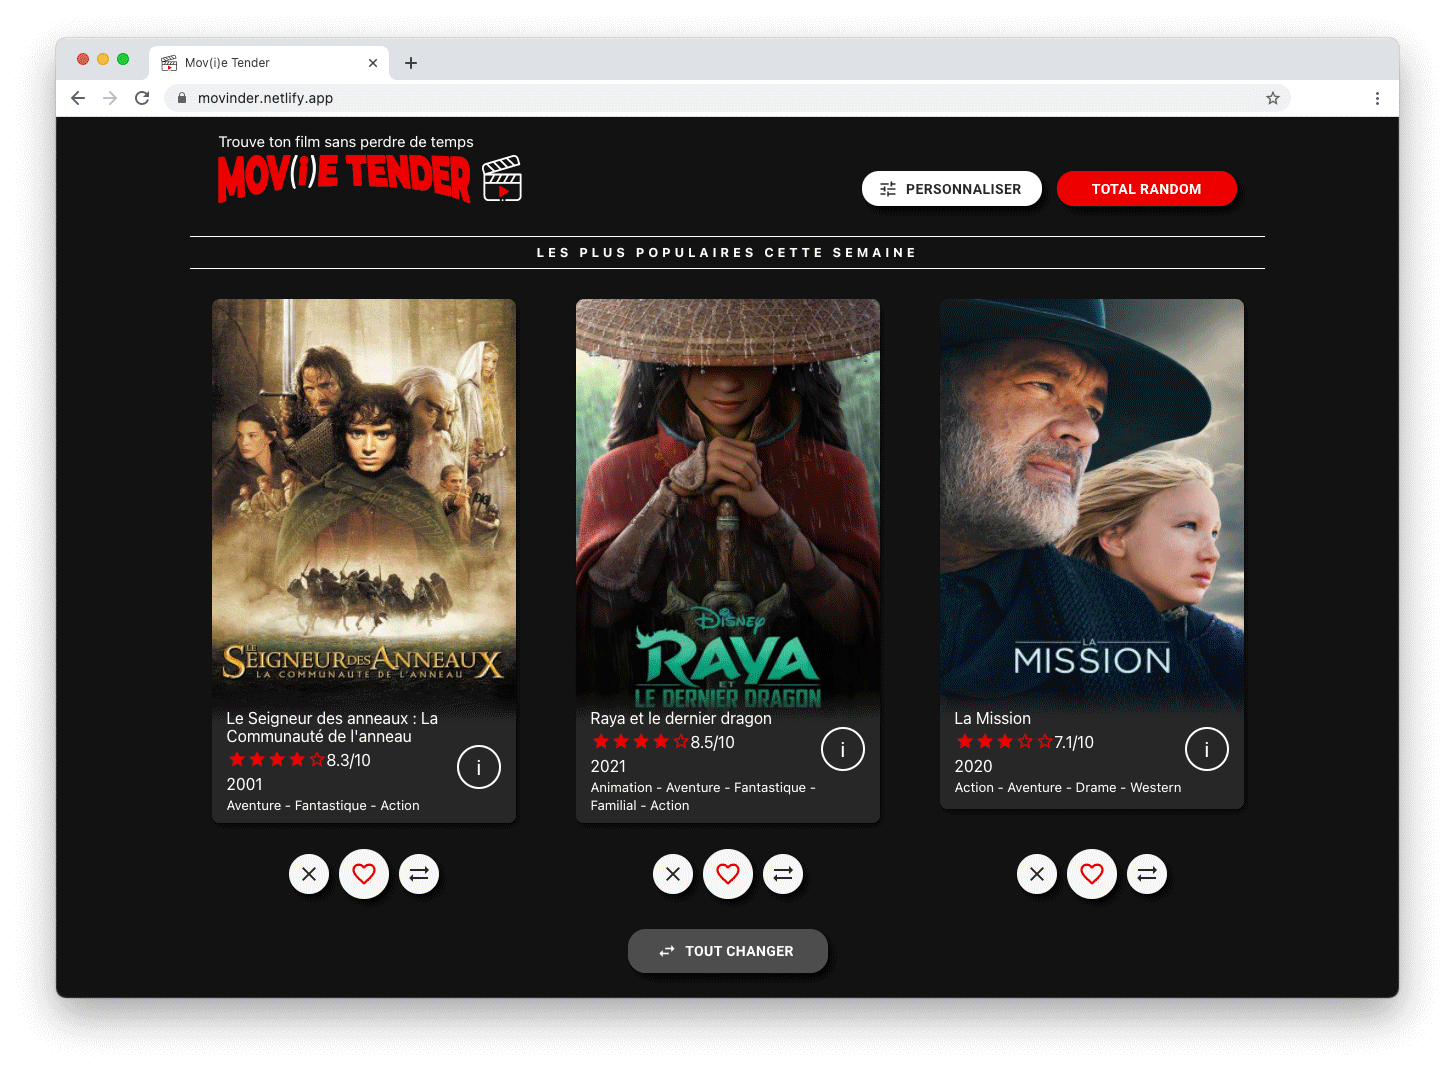 Mov(i)e Tender
movinder.netlify.app
Trouve ton film sans perdre de temps
MOV(i)E TENDER
PERSONNALISER
TOTAL RANDOM
LES PLUS POPULAIRES CETTE SEMAINE
LE
SEIGNEUR DES ANNEAUX
LA COMMUNAUTÉ DE L'ANNEAU
Le Seigneur des anneaux : La
Communauté de l'anneau
8.3/10
2001
Aventure - Fantastique - Action
i
DISNEY
RAYA
ET
LE DERNIER DRAGON
Raya et le dernier dragon
8.5/10
2021
Animation - Aventure - Fantastique -
Familial - Action
i
LA
MISSION
La Mission
7.1/10
2020
Action - Aventure - Drame - Western
i
TOUT CHANGER